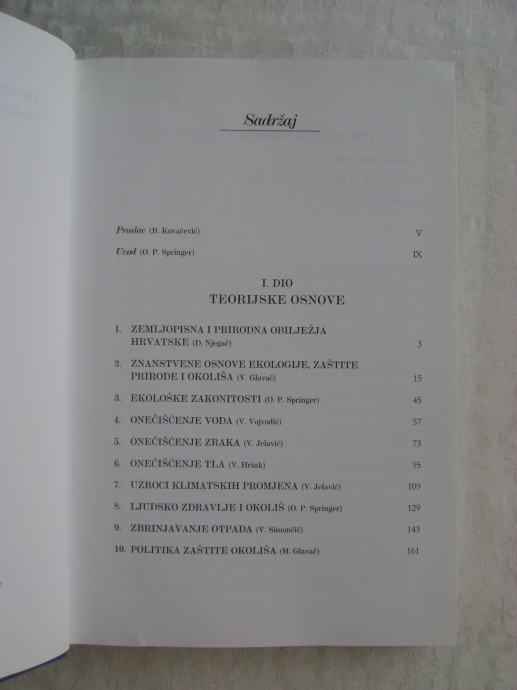 Sadržaj
Proslov (B. Kovačević) V
Uvod (O. P. Springer) IX
I. DIO
TEORIJSKE OSNOVE
1. ZEMLJOPISNA I PRIRODNA OBILJEŽJA
HRVATSKE (D. Njegač) 3
2. ZNANSTVENE OSNOVE EKOLOGIJE, ZAŠTITE
PRIRODE I OKOLIŠA (V. Glavač) 15
3. EKOLOŠKE ZAKONITOSTI (O. P. Springer) 45
4. ONEČIŠĆENJE VODA (V. Vojvodić) 57
5. ONEČIŠĆENJE ZRAKA (V. Jelavić) 73
6. ONEČIŠĆENJE TLA (V. Hršak) 95
7. UZROCI KLIMATSKIH PROMJENA (V. Jelavić) 109
8. LJUDSKO ZDRAVLJE I OKOLIŠ (O. P. Springer) 129
9. ZBRINJAVANJE OTPADA (V. Simončič) 143
10. POLITIKA ZAŠTITE OKOLIŠA (H. Glavač) 161